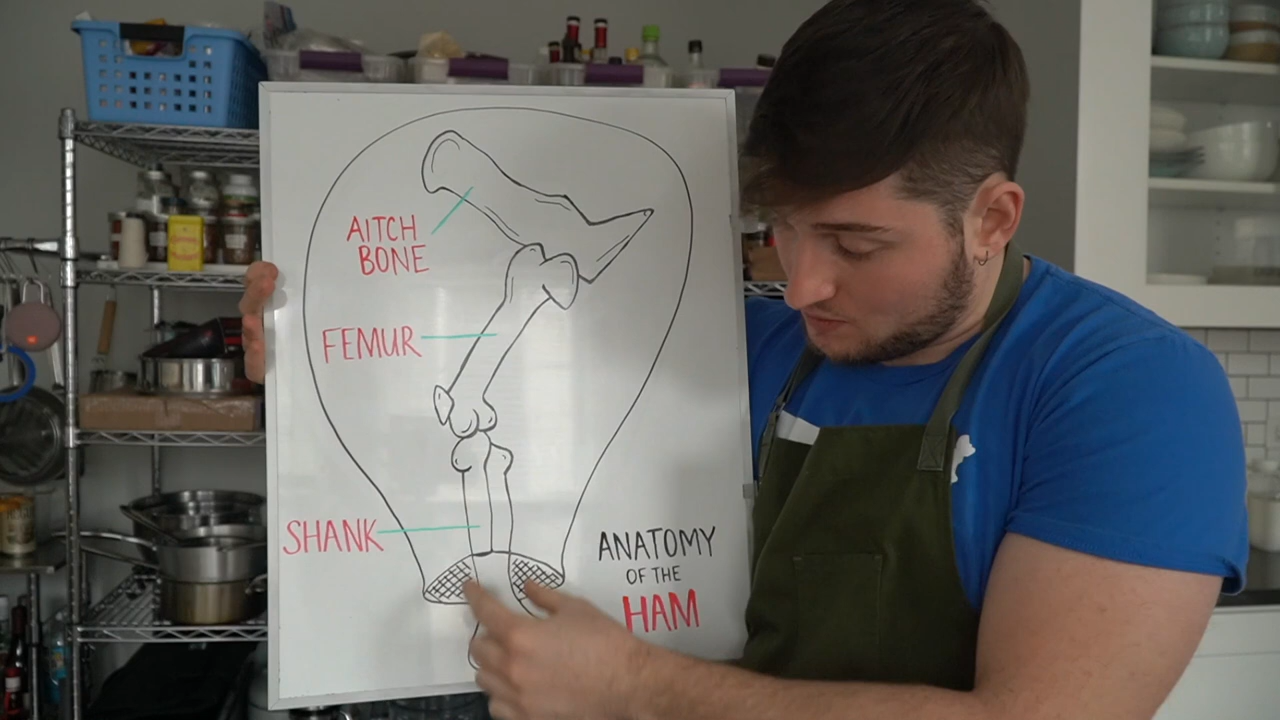 AITCH
BONE
FEMUR
SHANK
ANATOMY
OF THE
HAM